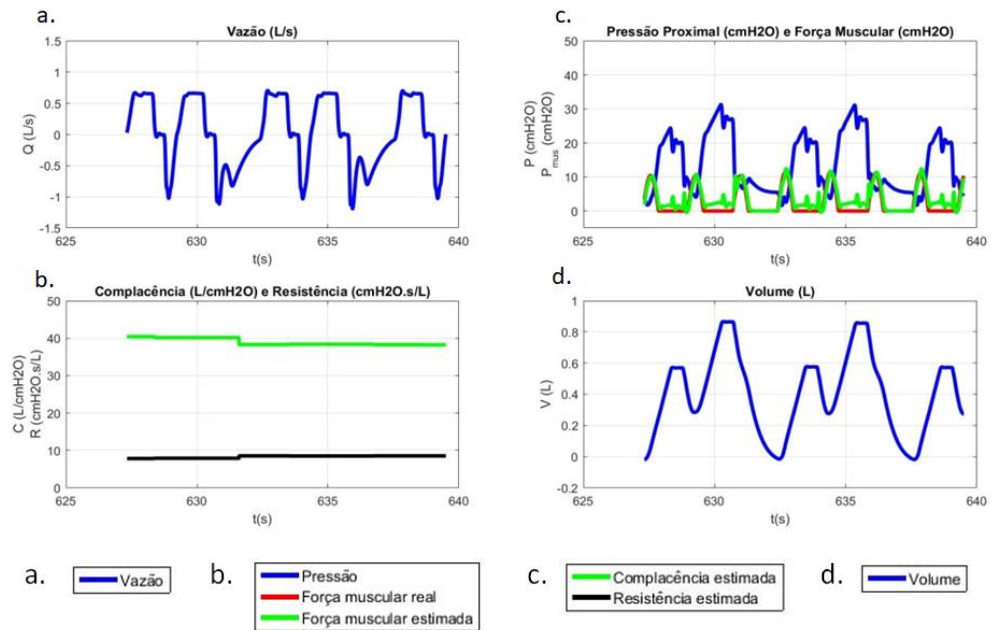 a.
Vazão (L/s)
1.5
1
0.5
0
-0.5
-1
-1.5
Q (L/s)
625
630
635
640
t(s)
c.
Pressão Proximal (cmH2O) e Força Muscular (cmH2O)
50
40
30
20
10
0
P (cmH2O)
Pmus (cmH2O)
625
630
635
640
t(s)
b.
Complacência (L/cmH2O) e Resistência (cmH2O.s/L)
50
40
30
20
10
0
C (L/cmH2O)
R (cmH2O.s/L)
625
630
635
640
t(s)
d.
Volume (L)
1
0.8
0.6
0.4
0.2
0
-0.2
V (L)
625
630
635
640
t(s)
a.
Vazão
b.
Pressão
Força muscular real
Força muscular estimada
c.
Complacência estimada
Resistência estimada
d.
Volume